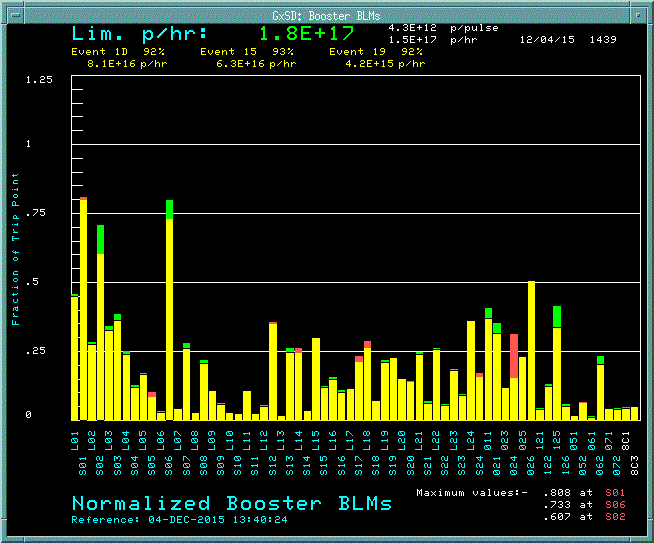 GxSD: Booster BLMs
Lim. p/hr: 1.8E+17 4.3E+12 p/pulse
1.5E+17 p/hr 12/04/15 1439
Event 1D 92% Event 15 93% Event 19 92%
8.1E+16 p/hr 6.3E+16 p/hr 4.2E+15 p/hr
1.25
1
.75
.5
.25
0
Fraction of Trip Point
L01 L02 L03 L04 L05 L06 L07 L08 L09 L10 L11 L12 L13 L14 L15 L16 L17 L18 L19 L20 L21 L22 L23 L24 011 023 025 121 125 051 061 071 8C1
S01 S02 S03 S04 S05 S06 S07 S08 S09 S10 S11 S12 S13 S14 S15 S16 S17 S18 S19 S20 S21 S22 S23 S24 021 024 026 122 126 052 062 072 8C3
Normalized Booster BLMs
Reference: 04-DEC-2015 13:40:24
Maximum values:- .808 at S01
.733 at S06
.607 at S02